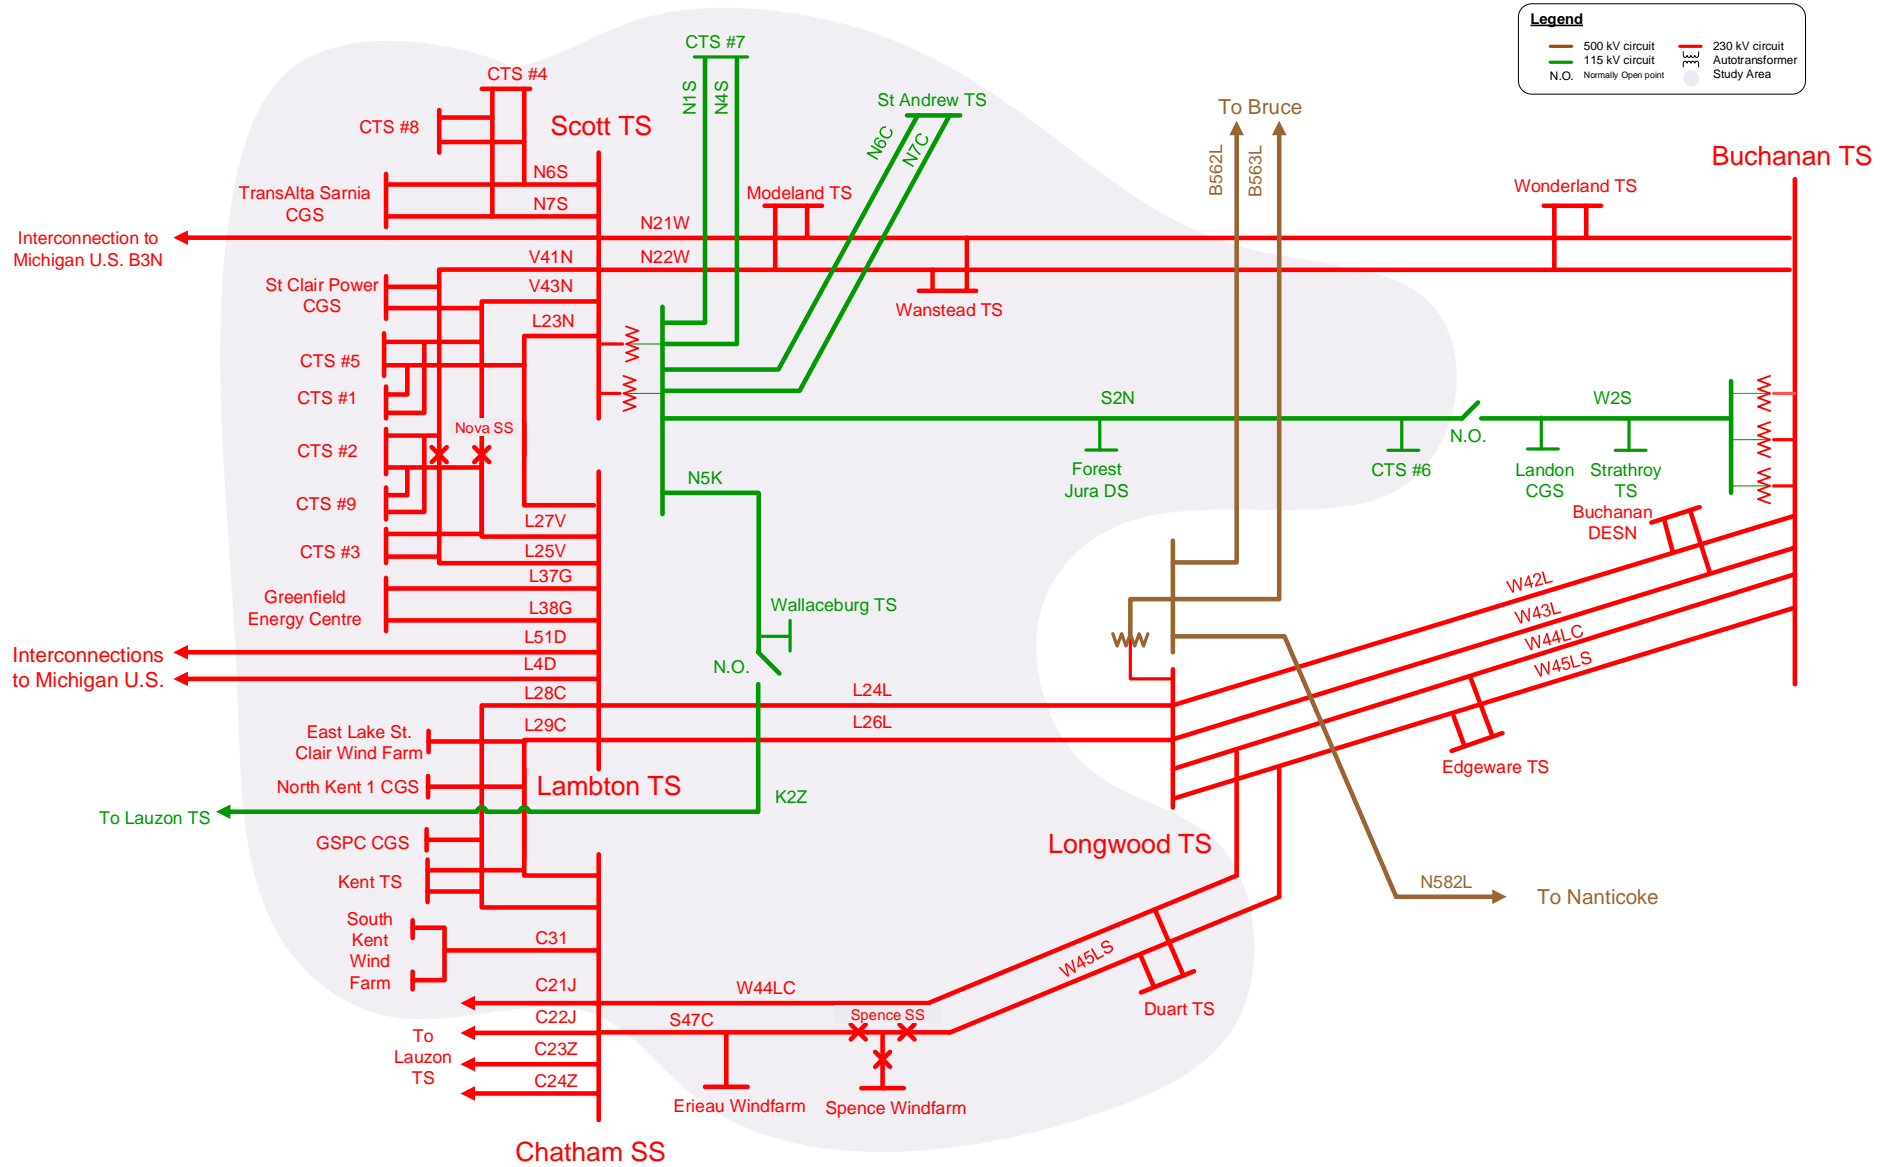 Legend
500 kV circuit
230 kV circuit
115 kV circuit
Autotransformer
N.O.
Normally Open point
Study Area
CTS #7
CTS #4
N1S
N4S
St Andrew TS
To Bruce
CTS #8
Scott TS
N6C
N7C
B562L
B563L
Buchanan TS
N6S
TransAlta Sarnia
CGS
N7S
Modeland TS
Wonderland TS
Interconnection to
Michigan U.S. B3N
N21W
V41N
N22W
St Clair Power
CGS
V43N
Wanstead TS
L23N
CTS #5
CTS #1
S2N
W2S
Nova SS
N.O.
CTS #2
Forest
Jura DS
CTS #6
Landon
CGS
Strathroy
TS
N5K
CTS #9
Buchanan
DESN
L27V
CTS #3
L25V
L37G
Greenfield
Energy Centre
L38G
Wallaceburg TS
W42L
W43L
W44LC
W45LS
L51D
Interconnections
to Michigan U.S.
L4D
N.O.
L28C
L24L
East Lake St.
Clair Wind Farm
L29C
L26L
Edgeware TS
North Kent 1 CGS
Lambton TS
K2Z
To Lauzon TS
GSPC CGS
Longwood TS
Kent TS
N582L
To Nanticoke
South
Kent
Wind
Farm
C31
W45LS
C21J
W44LC
Duart TS
C22J
S47C
Spence SS
To
Lauzon
TS
C23Z
C24Z
Erieau Windfarm
Spence Windfarm
Chatham SS